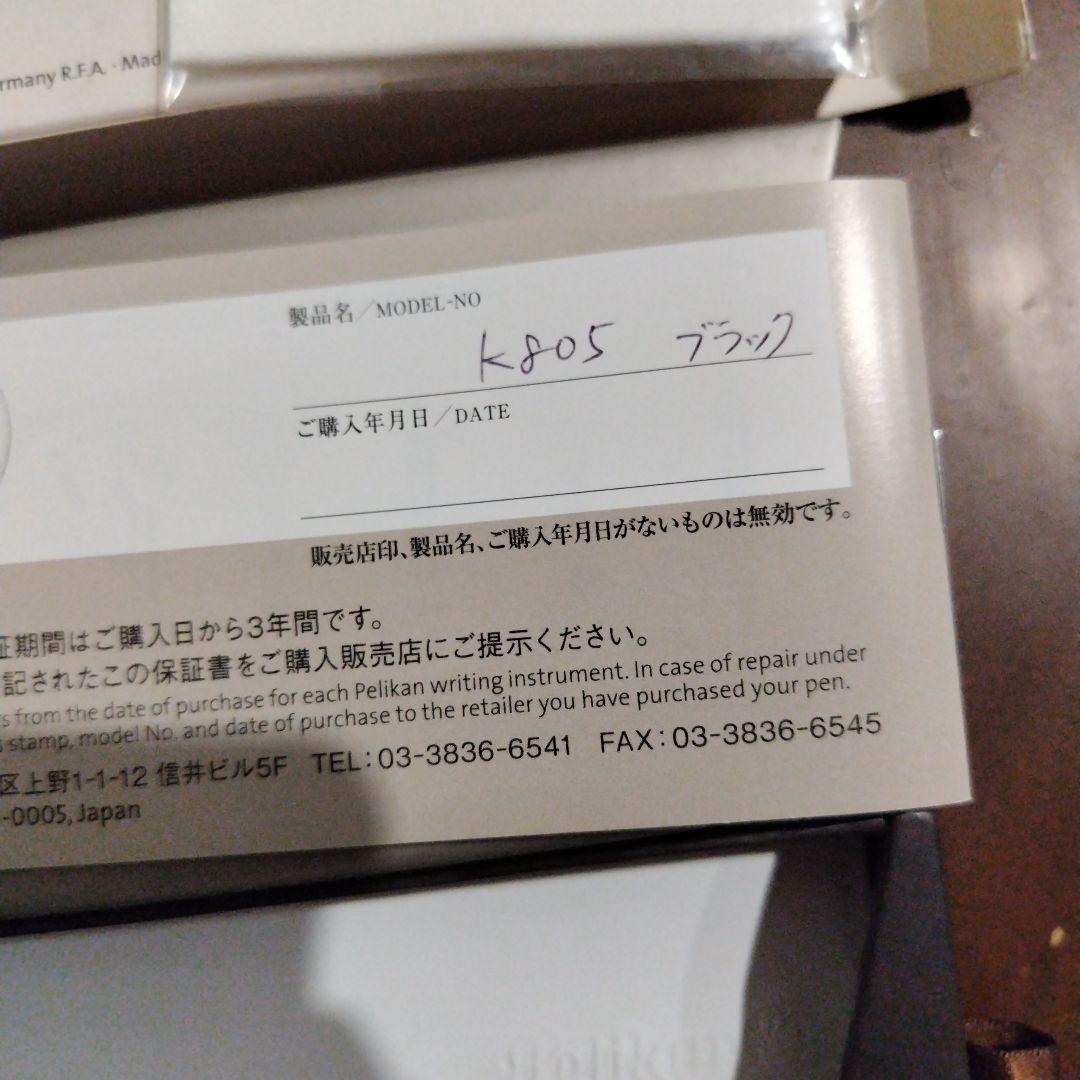 rmany R.F.A. · Mad
製品名／MODEL-NO
K805 ブラック
ご購入年月日／DATE
販売店印、製品名、ご購入年月日がないものは無効です。
証期間はご購入日から3年間です。
記されたこの保証書をご購入販売店にご提示ください。
s from the date of purchase for each Pelikan writing instrument. In case of repair under
s stamp, model No. and date of purchase to the retailer you have purchased your pen.
区上野1-1-12 信井ビル5F TEL：03-3836-6541 FAX：03-3836-6545
-0005, Japan
Pelikan